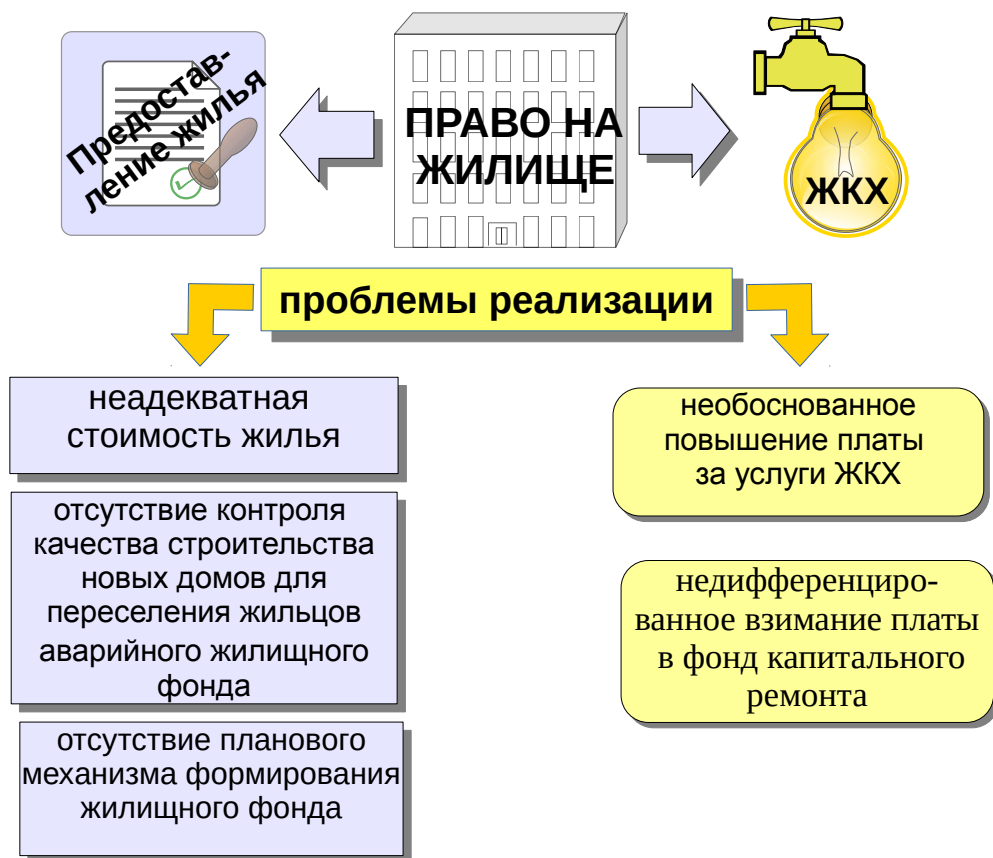 Предостав-
ление жилья
ПРАВО НА
ЖИЛИЩЕ
ЖКХ
проблемы реализации
неадекватная
стоимость жилья
отсутствие контроля
качества строительства
новых домов для
переселения жильцов
аварийного жилищного
фонда
отсутствие планового
механизма формирования
жилищного фонда
необоснованное
повышение платы
за услуги ЖКХ
недифференциро-
ванное взимание платы
в фонд капитального
ремонта